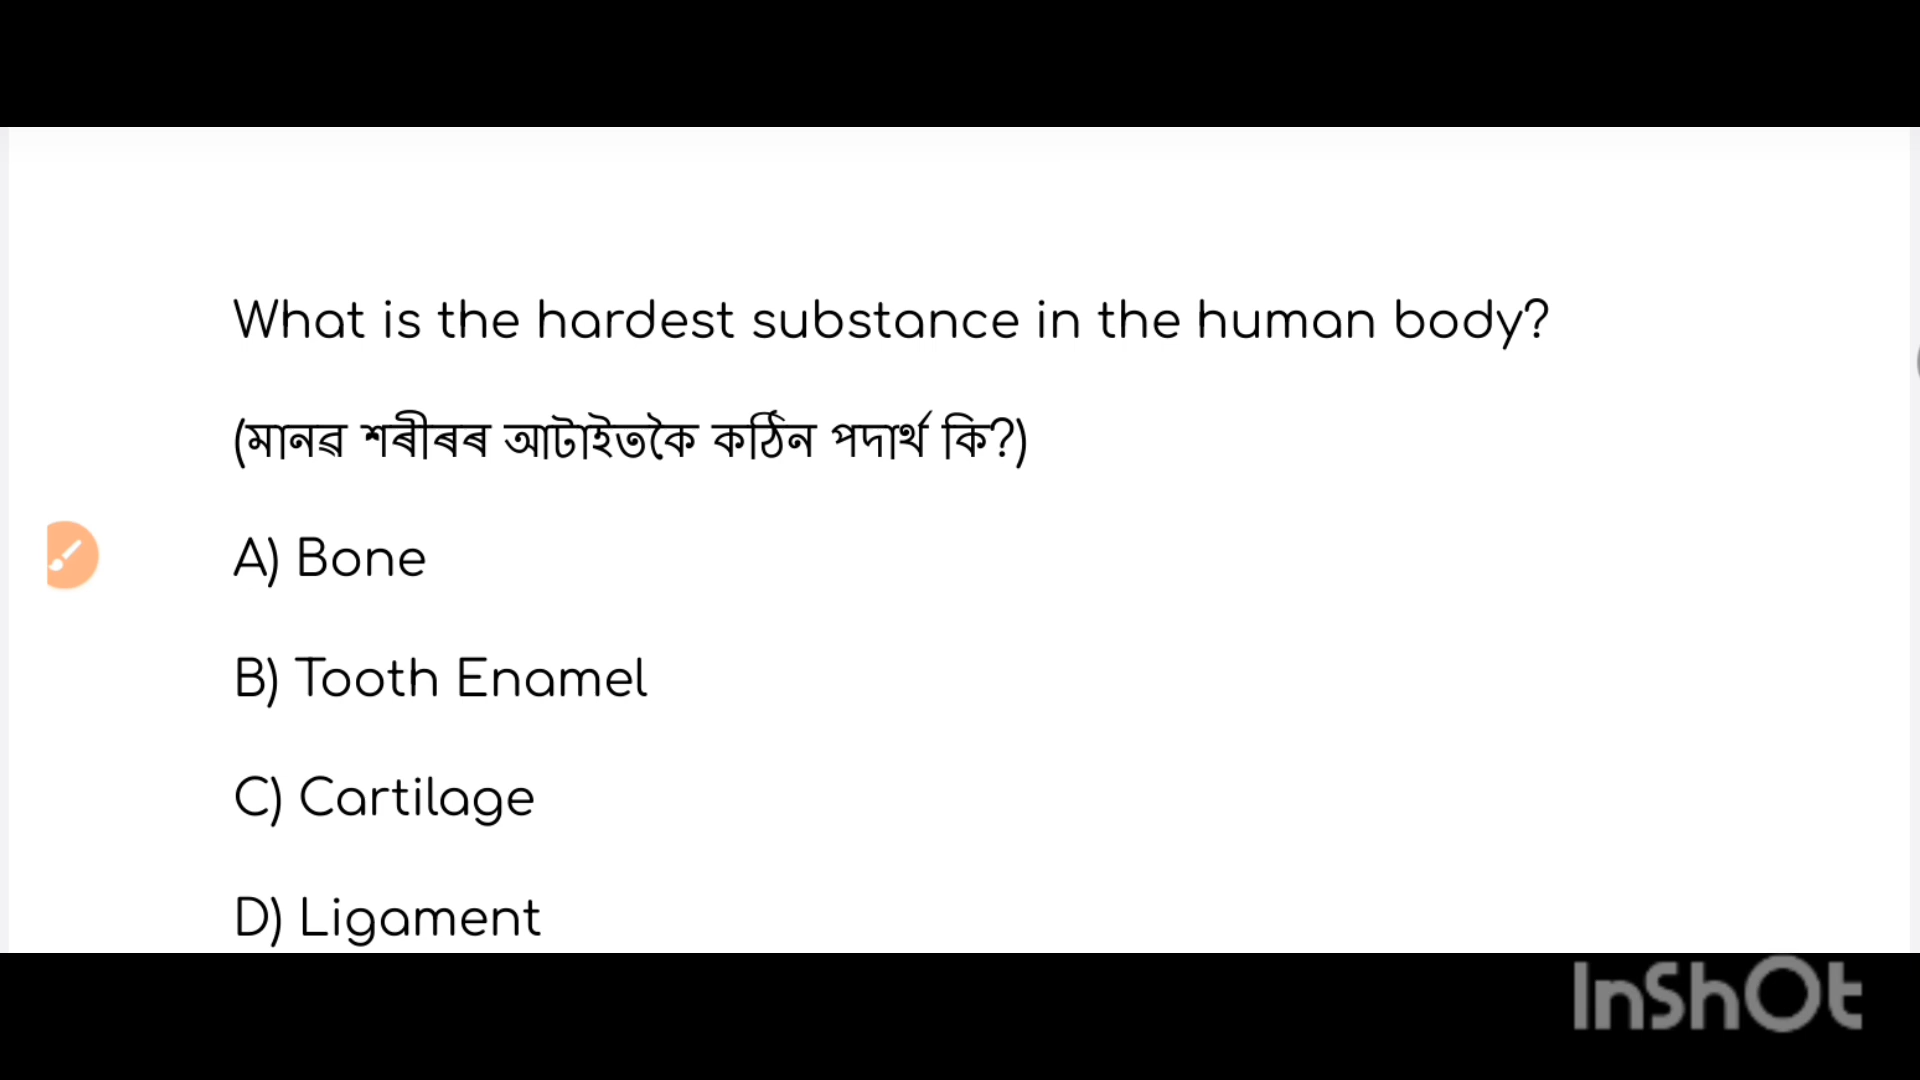 What is the hardest substance in the human body?
(মানৱ শৰীৰৰ আটাইতকৈ কঠিন পদাৰ্থ কি?)
A) Bone
B) Tooth Enamel
C) Cartilage
D) Ligament
InShOt